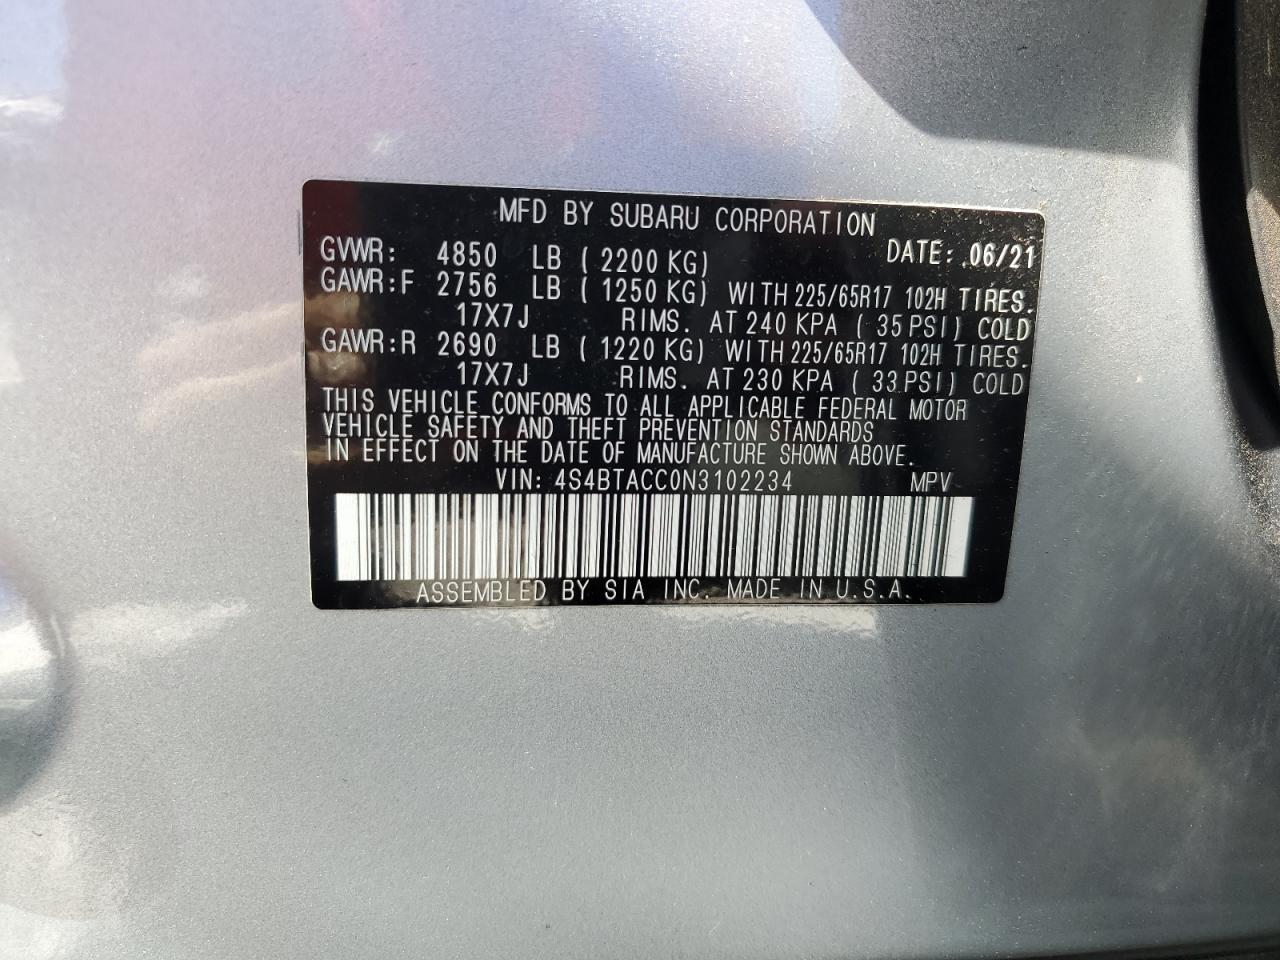 MFD BY SUBARU CORPORATION
GVWR: 4850 LB ( 2200 KG) DATE: 06/21
GAWR:F 2756 LB ( 1250 KG) WITH 225/65R17 102H TIRES.
17X7J RIMS. AT 240 KPA ( 35 PSI) COLD
GAWR:R 2690 LB ( 1220 KG) WITH 225/65R17 102H TIRES.
17X7J RIMS. AT 230 KPA ( 33 PSI) COLD
THIS VEHICLE CONFORMS TO ALL APPLICABLE FEDERAL MOTOR
VEHICLE SAFETY AND THEFT PREVENTION STANDARDS
IN EFFECT ON THE DATE OF MANUFACTURE SHOWN ABOVE.
VIN: 4S4BTACC0N3102234 MPV
ASSEMBLED BY SIA INC. MADE IN U.S.A.